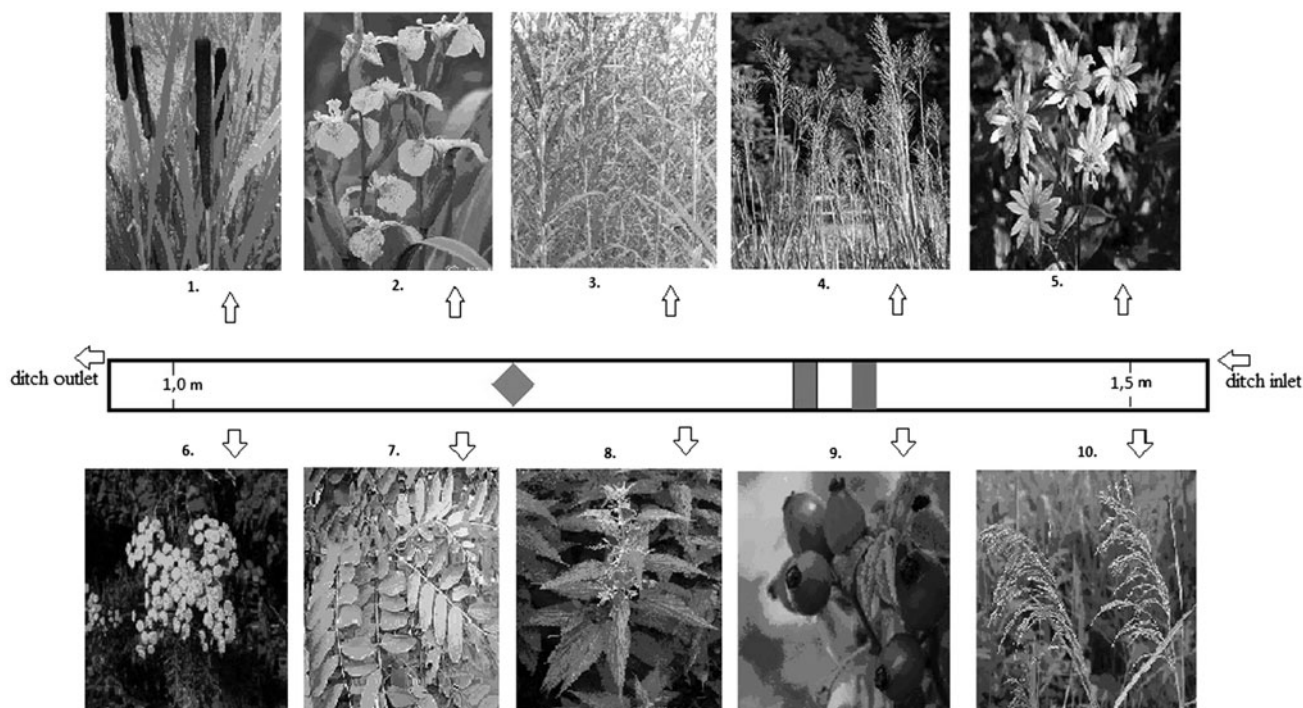 1.
2.
3.
4.
5.
ditch outlet
1,0 m
1,5 m
ditch inlet
6.
7.
8.
9.
10.